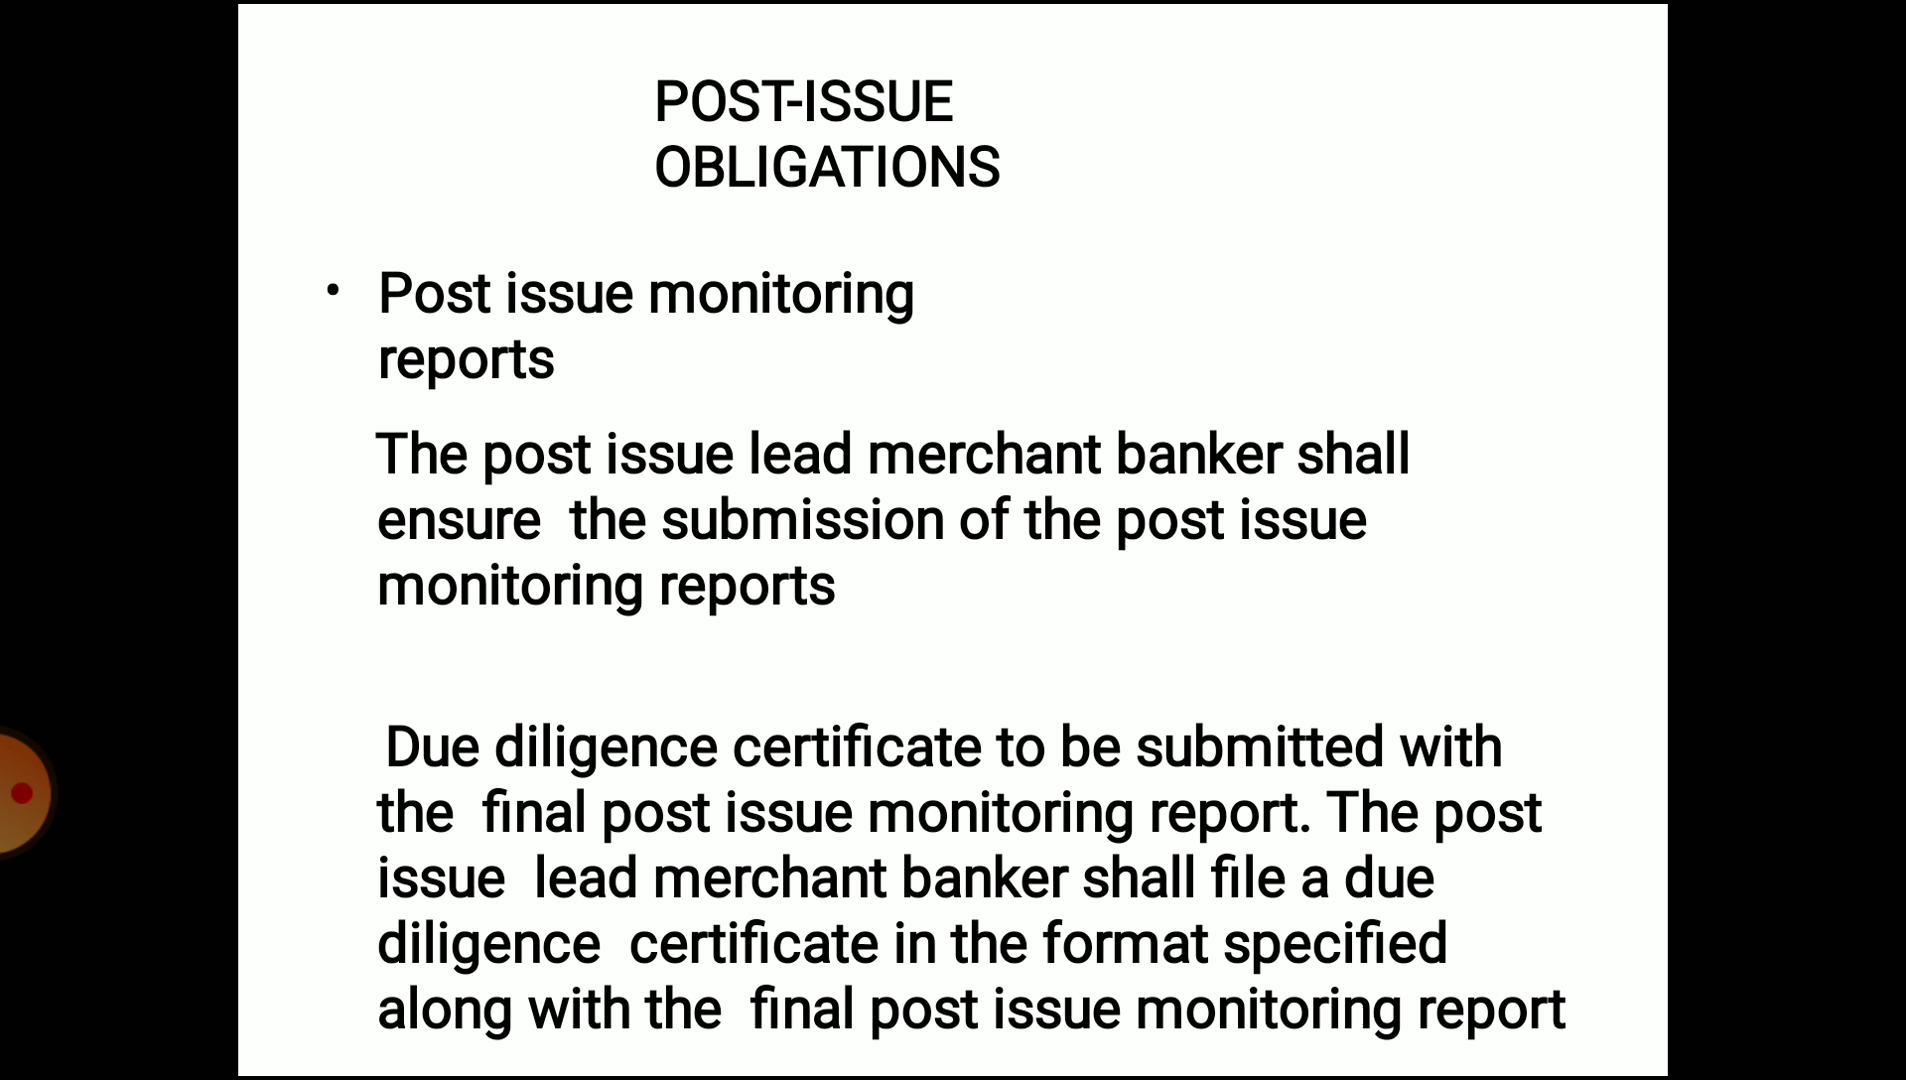 POST-ISSUE
OBLIGATIONS
• Post issue monitoring
reports
The post issue lead merchant banker shall
ensure the submission of the post issue
monitoring reports
Due diligence certificate to be submitted with
the final post issue monitoring report. The post
issue lead merchant banker shall file a due
diligence certificate in the format specified
along with the final post issue monitoring report